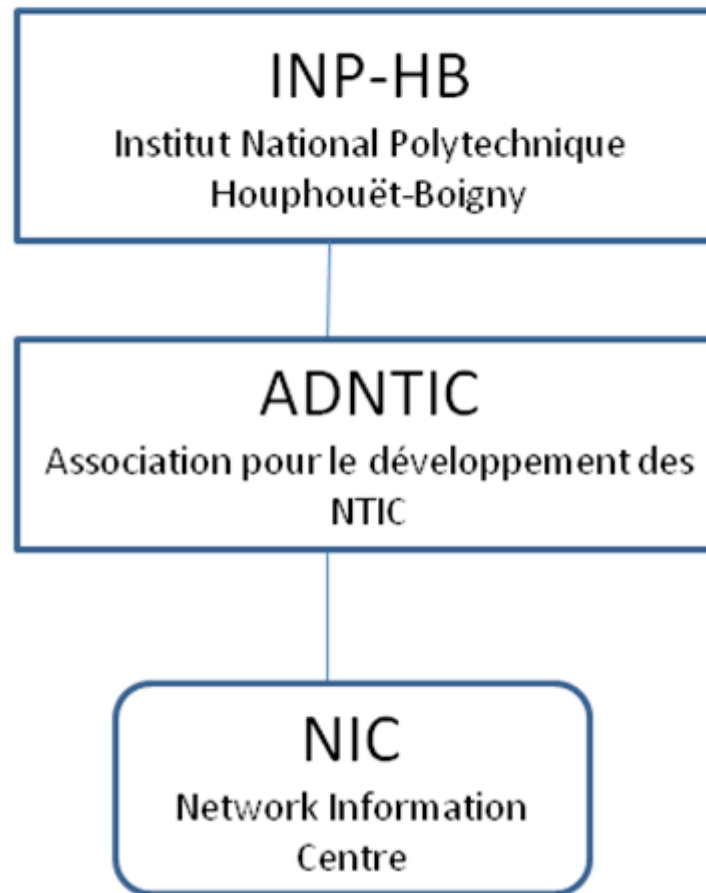 INP-HB
Institut National Polytechnique
Houphouët-Boigny
ADNTIC
Association pour le développement des
NTIC
NIC
Network Information
Centre